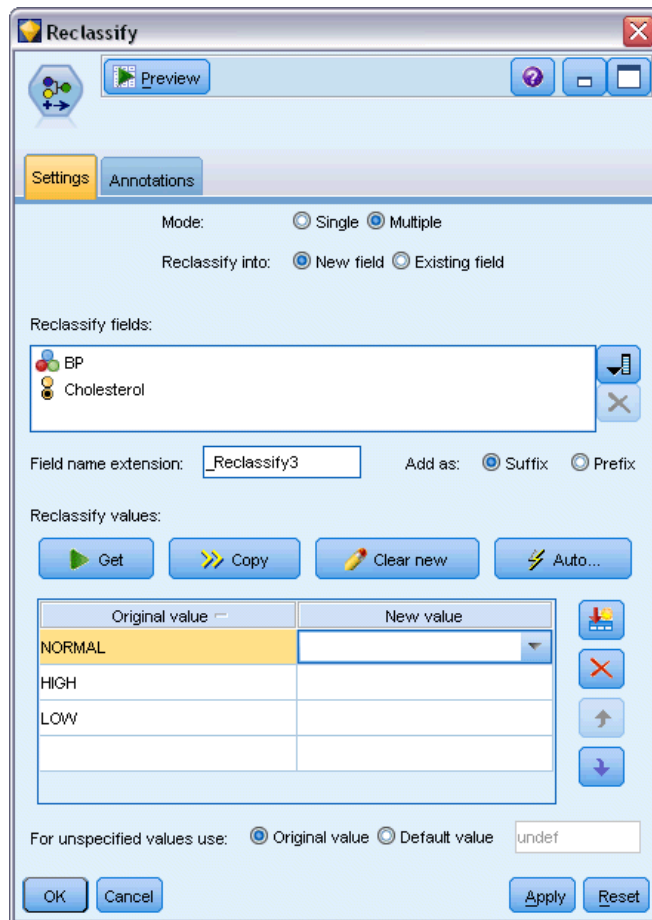 Reclassify
Preview
Settings Annotations
Mode: Single Multiple
Reclassify into: New field Existing field
Reclassify fields:
BP
Cholesterol
Field name extension: _Reclassify3 Add as: Suffix Prefix
Reclassify values:
Get Copy Clear new Auto...
Original value New value
NORMAL
HIGH
LOW
For unspecified values use: Original value Default value undef
OK Cancel Apply Reset